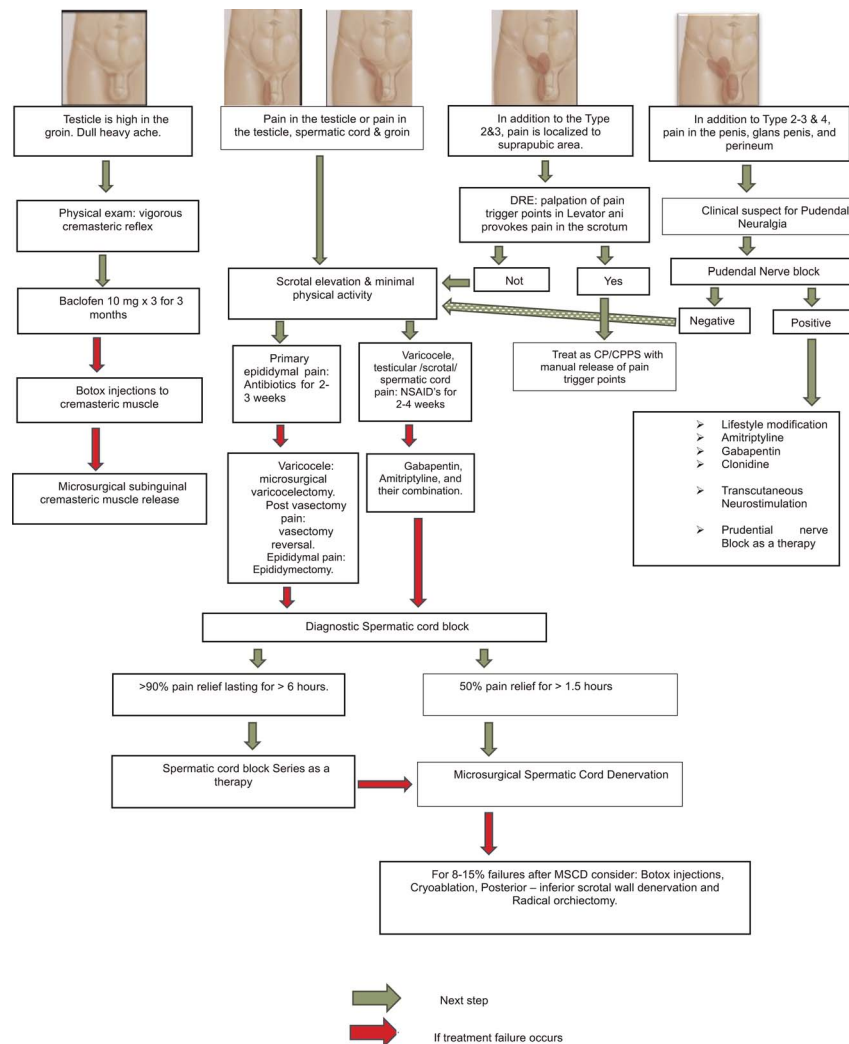 Testicle is high in the
groin. Dull heavy ache.
Pain in the testicle or pain in
the testicle, spermatic cord & groin
In addition to the Type
2&3, pain is localized to
suprapubic area.
In addition to Type 2-3 & 4,
pain in the penis, glans penis, and
perineum
Physical exam: vigorous
cremasteric reflex
DRE: palpation of pain
trigger points in Levator ani
provokes pain in the scrotum
Clinical suspect for Pudendal
Neuralgia
Baclofen 10 mg x 3 for 3
months
Scrotal elevation & minimal
physical activity
Not
Yes
Pudendal Nerve block
Negative
Positive
Botox injections to
cremasteric muscle
Primary
epididymal pain:
Antibiotics for 2-
3 weeks
Varicocele,
testicular /scrotal/
spermatic cord
pain: NSAID's for
2-4 weeks
Treat as CP/CPPS with
manual release of pain
trigger points
Microsurgical subinguinal
cremasteric muscle release
Varicocele:
microsurgical
varicocelectomy.
Post vasectomy
pain:
vasectomy
reversal.
Epididymal pain:
Epididymectomy.
Gabapentin,
Amitriptyline, and
their combination.
Lifestyle modification
Amitriptyline
Gabapentin
Clonidine
Transcutaneous
Neurostimulation
Prudential nerve
Block as a therapy
Diagnostic Spermatic cord block
>90% pain relief lasting for > 6 hours.
50% pain relief for > 1.5 hours
Spermatic cord block Series as a
therapy
Microsurgical Spermatic Cord Denervation
For 8-15% failures after MSCD consider: Botox injections,
Cryoablation, Posterior – inferior scrotal wall denervation and
Radical orchiectomy.
Next step
If treatment failure occurs